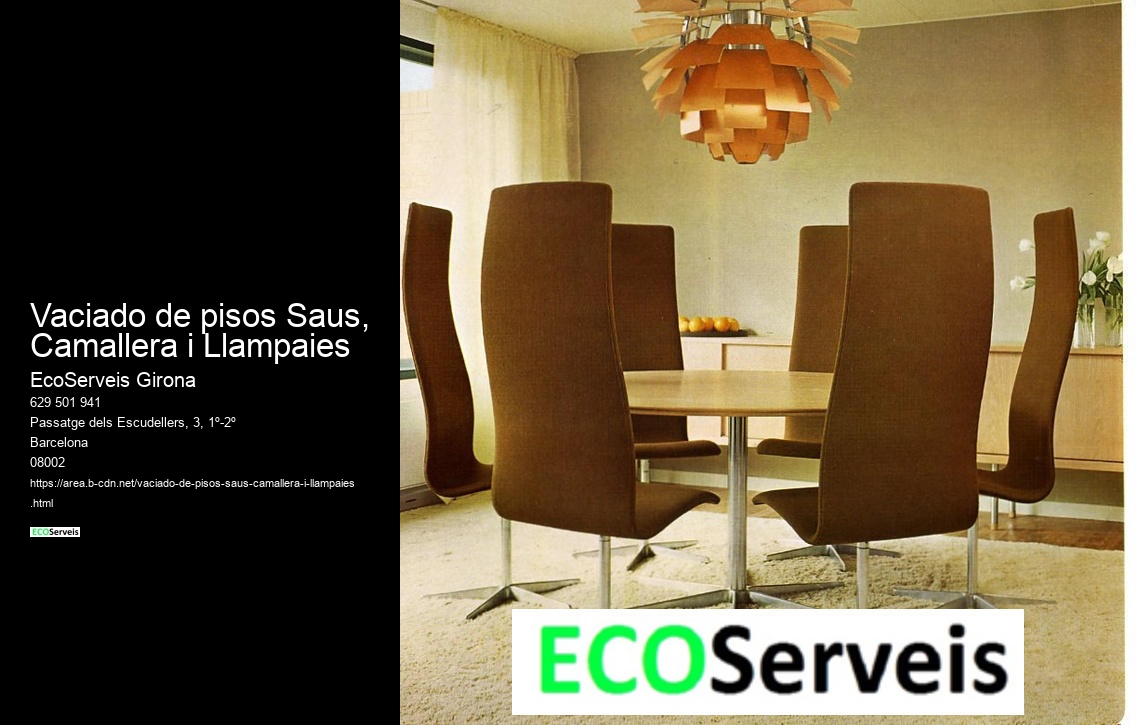 Vaciado de pisos Saus,
Camallera i Llampaies
EcoServeis Girona
629 501 941
Passatge dels Escudellers, 3, 1º-2º
Barcelona
08002
https://area.b-cdn.net/vaciado-de-pisos-saus-camallera-i-llampaies
.html
ECOServeis
ECOServeis